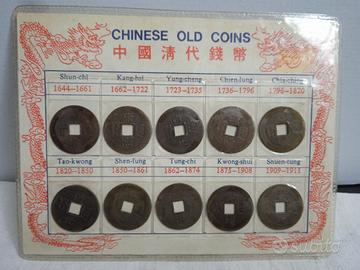 CHINESE OLD COINS
中國清代錢幣
Shun-chi Kang-hsi Yung-cheng Chien-lung Chia-ching
1644-1661 1662-1722 1723-1735 1736-1796 1796-1820
Tao-kwong Shen-fung Tung-chi Kwong-shui Shuen-tung
1820-1850 1850-1861 1862-1874 1875-1908 1909-1911
subito